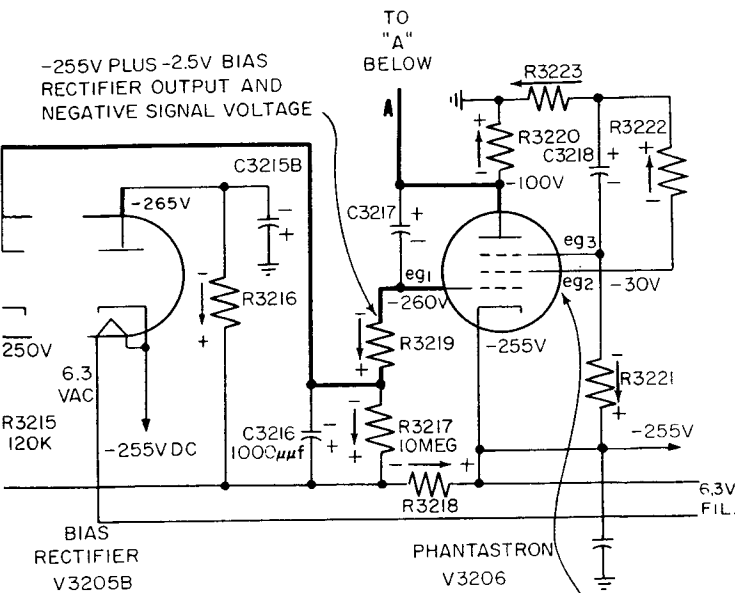 TO
"A"
BELOW
-255V PLUS -2.5V BIAS
RECTIFIER OUTPUT AND
NEGATIVE SIGNAL VOLTAGE
A
R3223
R3220
R3222
C3218
-100V
C3215B
-265V
C3217
eg3
eg1
eg2
-260V
-30V
R3216
R3219
-255V
250V
6.3
VAC
R3221
R3215
120K
-255V DC
C3216
1000μμf
R3217
10MEG
-255V
R3218
6.3V
FIL.
BIAS
RECTIFIER
V3205B
PHANTASTRON
V3206